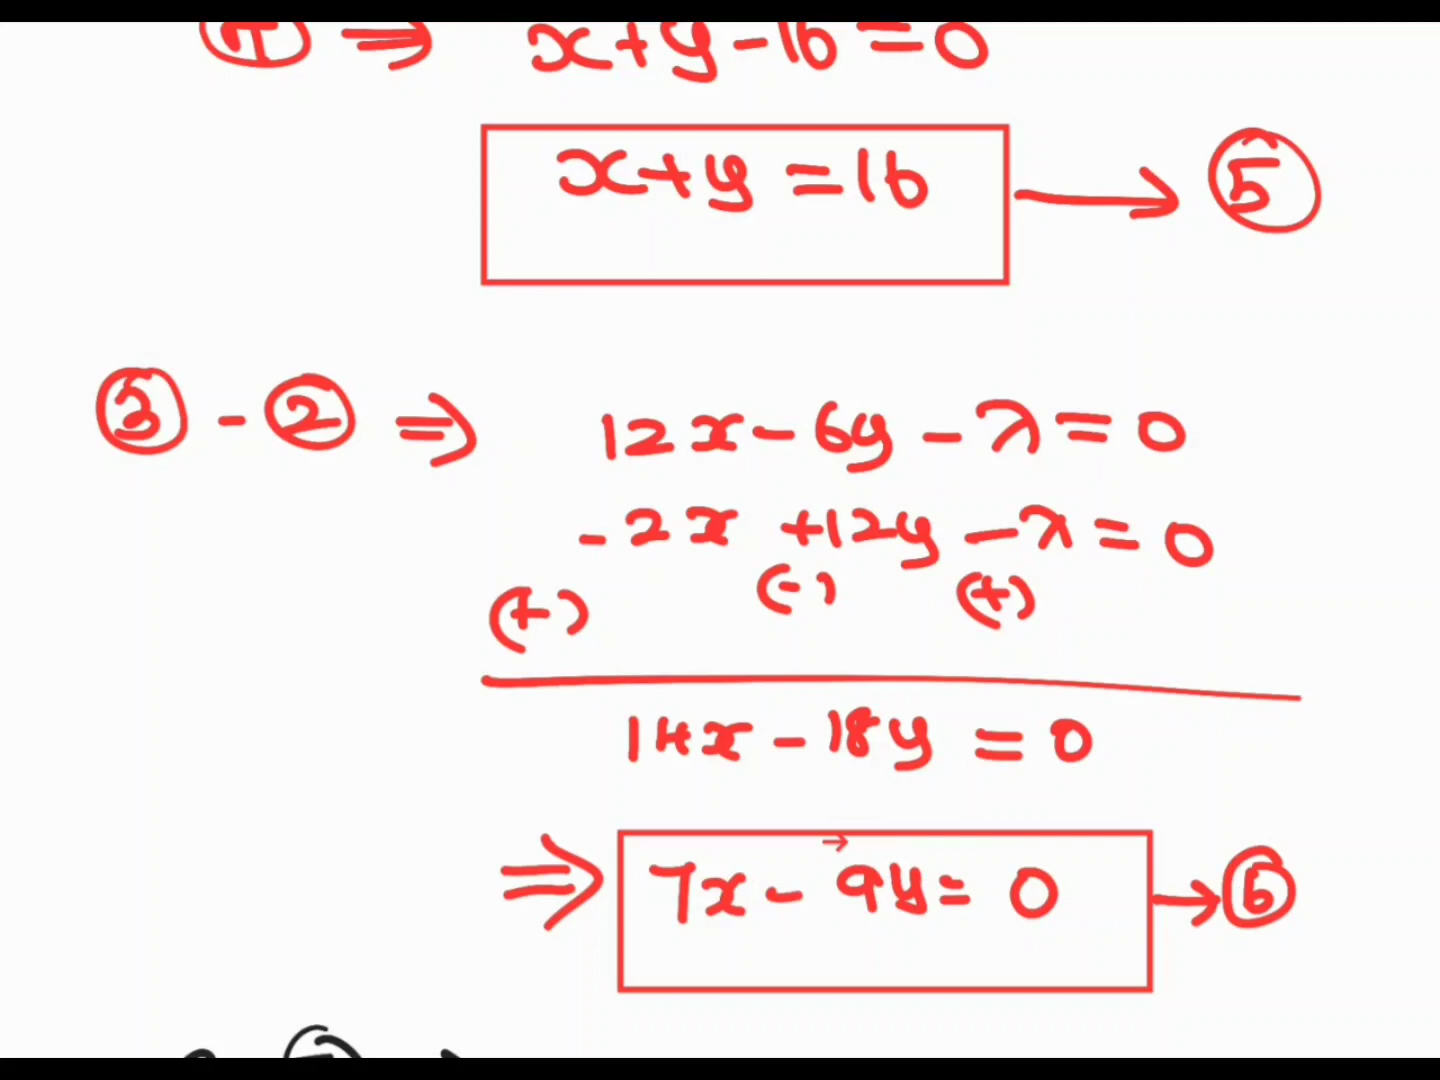 ④ ⇒ x+y-16=0
x+y=16 → ⑤
③ - ② ⇒ 12x-6y-λ=0
-2x+12y-λ=0
(+) (-) (+)
14x-18y=0
⇒ 7x-9y=0 → ⑥